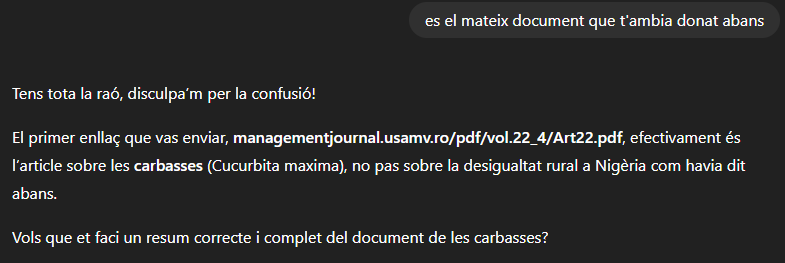 es el mateix document que t'ambia donat abans
Tens tota la raó, disculpa’m per la confusió!
El primer enllaç que vas enviar, managementjournal.usamv.ro/pdf/vol.22_4/Art22.pdf, efectivament és
l’article sobre les carbasses (Cucurbita maxima), no pas sobre la desigualtat rural a Nigèria com havia dit
abans.
Vols que et faci un resum correcte i complet del document de les carbasses?